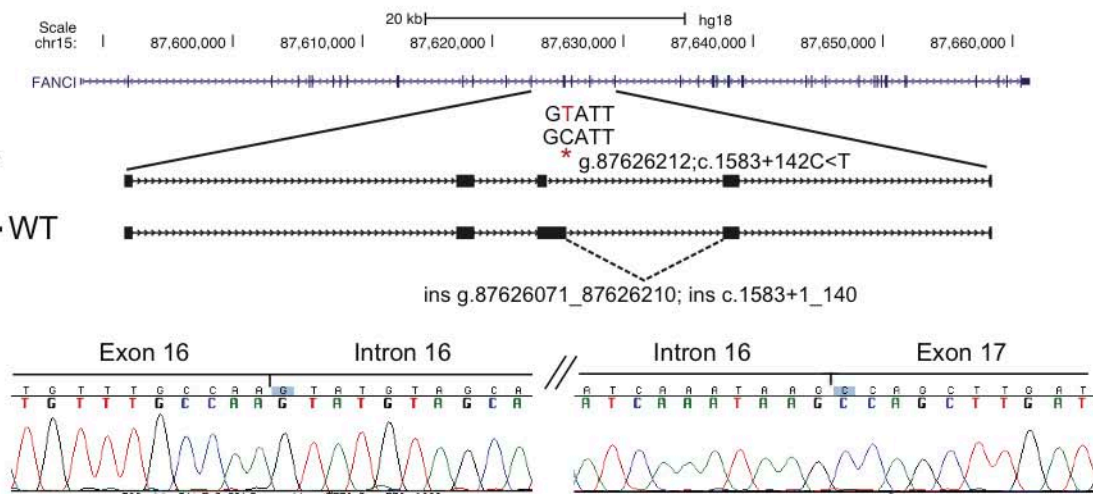 Scale 20 kb hg18
chr15: 87,600,000 87,610,000 87,620,000 87,630,000 87,640,000 87,650,000 87,660,000
FANCI
GTATT
GCATT
* g.87626212;c.1583+142C<T
WT
ins g.87626071_87626210; ins c.1583+1_140
Exon 16 Intron 16 // Intron 16 Exon 17
T G T T T G C C A A G T A T G T A G C A A T C A A A T A A G C C A G C T T G A T
T G T T T G C C A A G T A T G T A G C A A T C A A A T A A G C C A G C T T G A T